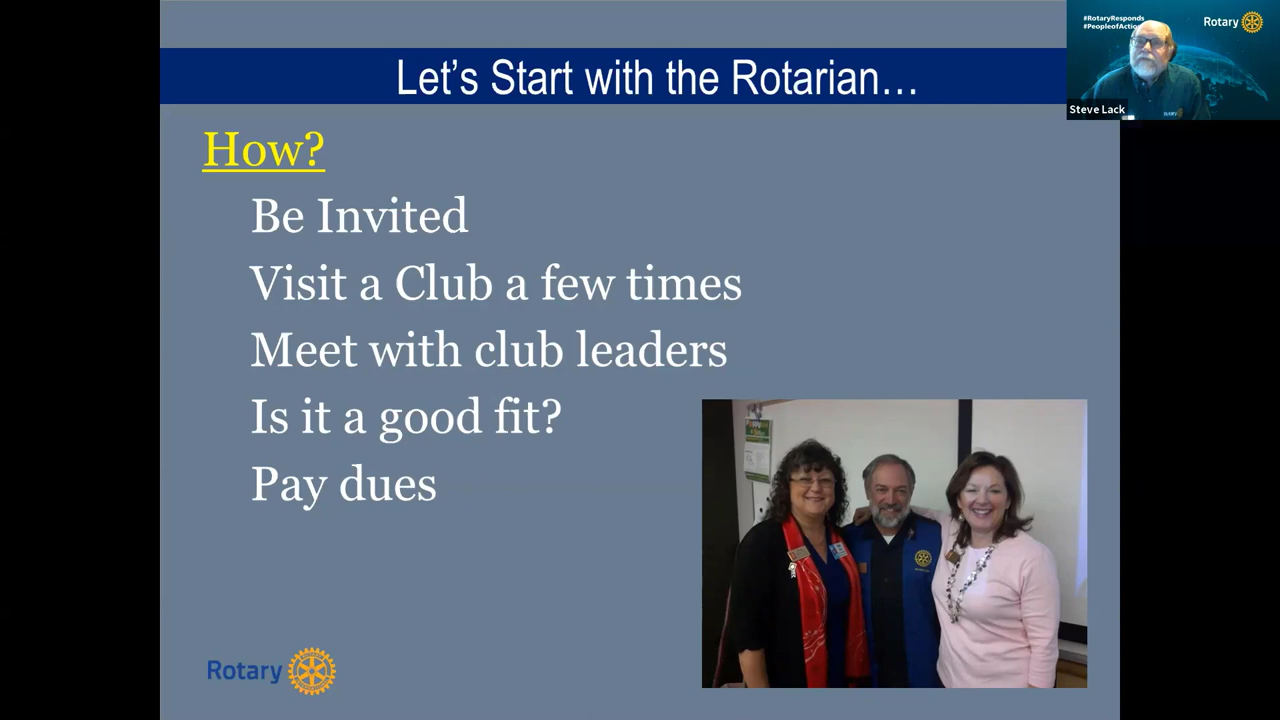 Let's Start with the Rotarian…
#RotaryResponds
Rotary
Steve Lack
How?
Be Invited
Visit a Club a few times
Meet with club leaders
Is it a good fit?
Pay dues
Rotary